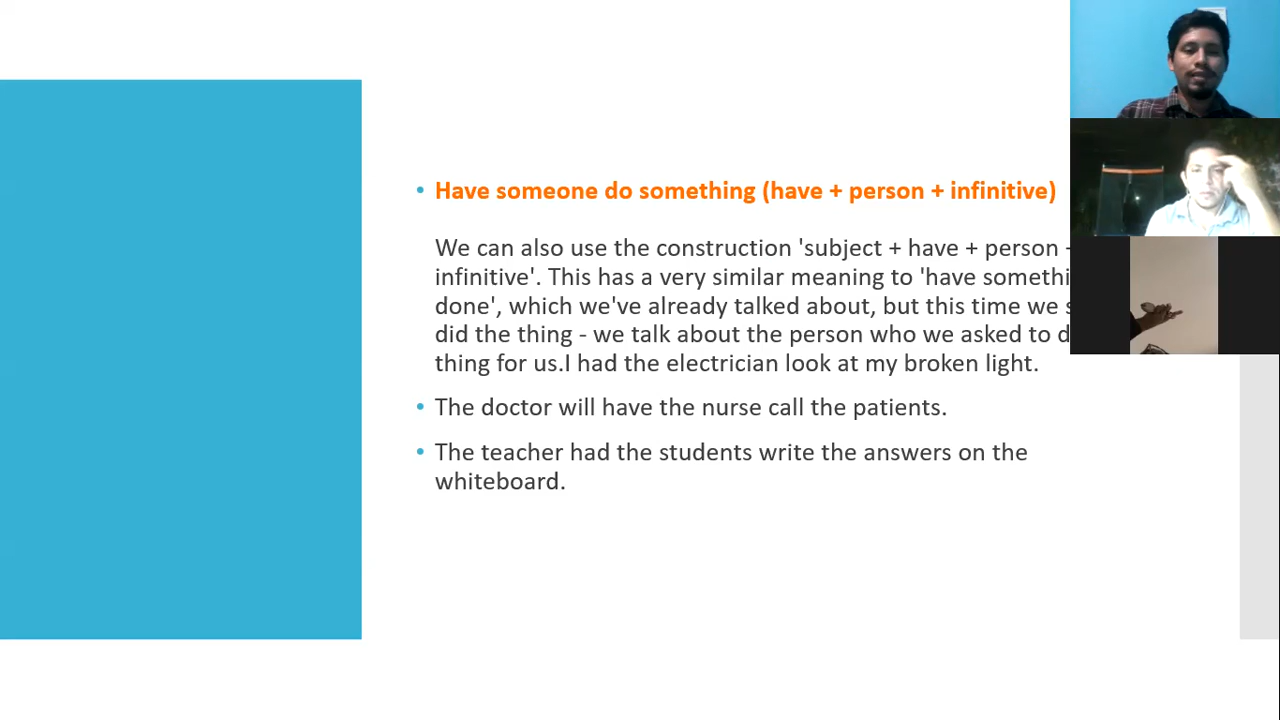 Have someone do something (have + person + infinitive)
We can also use the construction 'subject + have + person
infinitive'. This has a very similar meaning to 'have
done', which we've already talked about, but this time we
did the thing - we talk about the person who we asked to
thing for us.I had the electrician look at my broken light.
The doctor will have the nurse call the patients.
The teacher had the students write the answers on the
whiteboard.